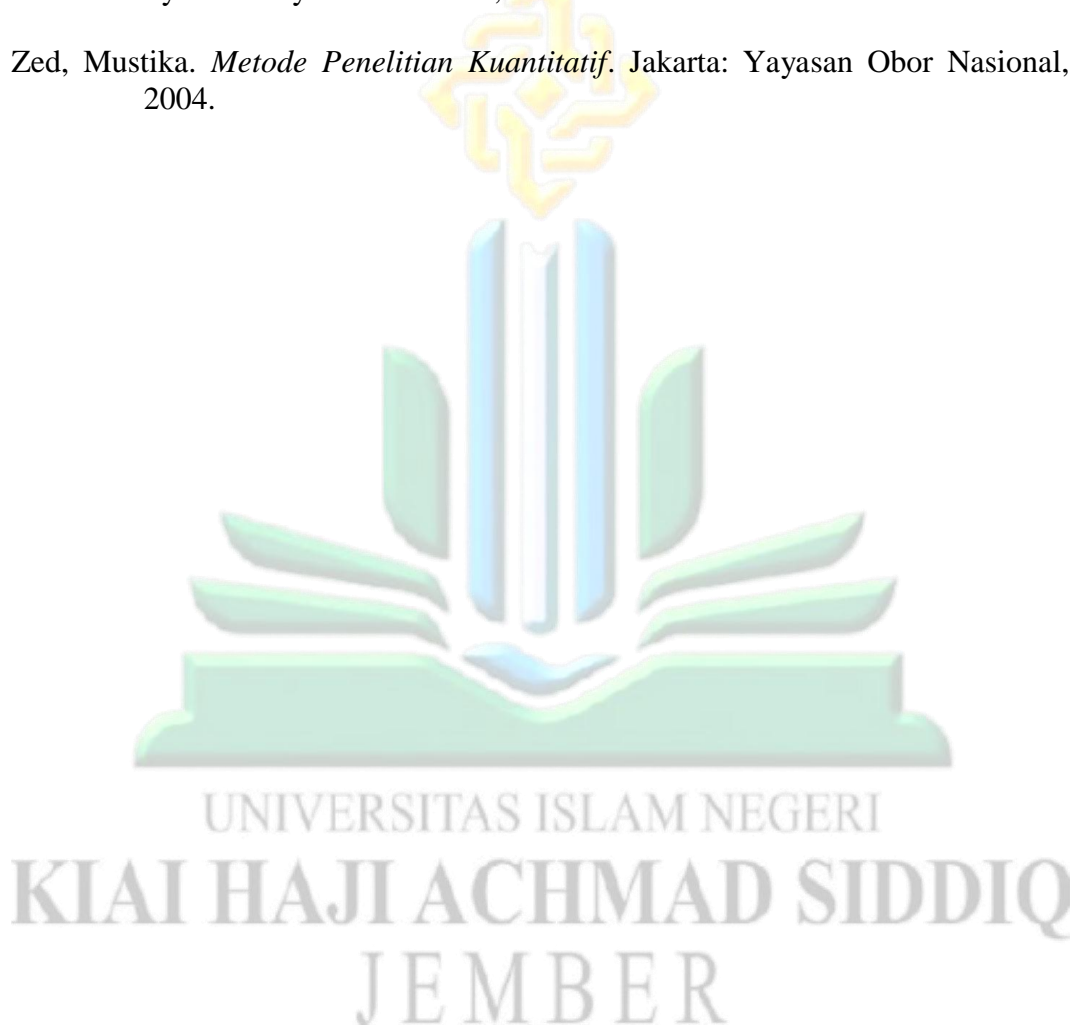 Zed, Mustika. Metode Penelitian Kuantitatif. Jakarta: Yayasan Obor Nasional,
2004.
UNIVERSITAS ISLAM NEGERI
KIAI HAJI ACHMAD SIDDIQ
JEMBER